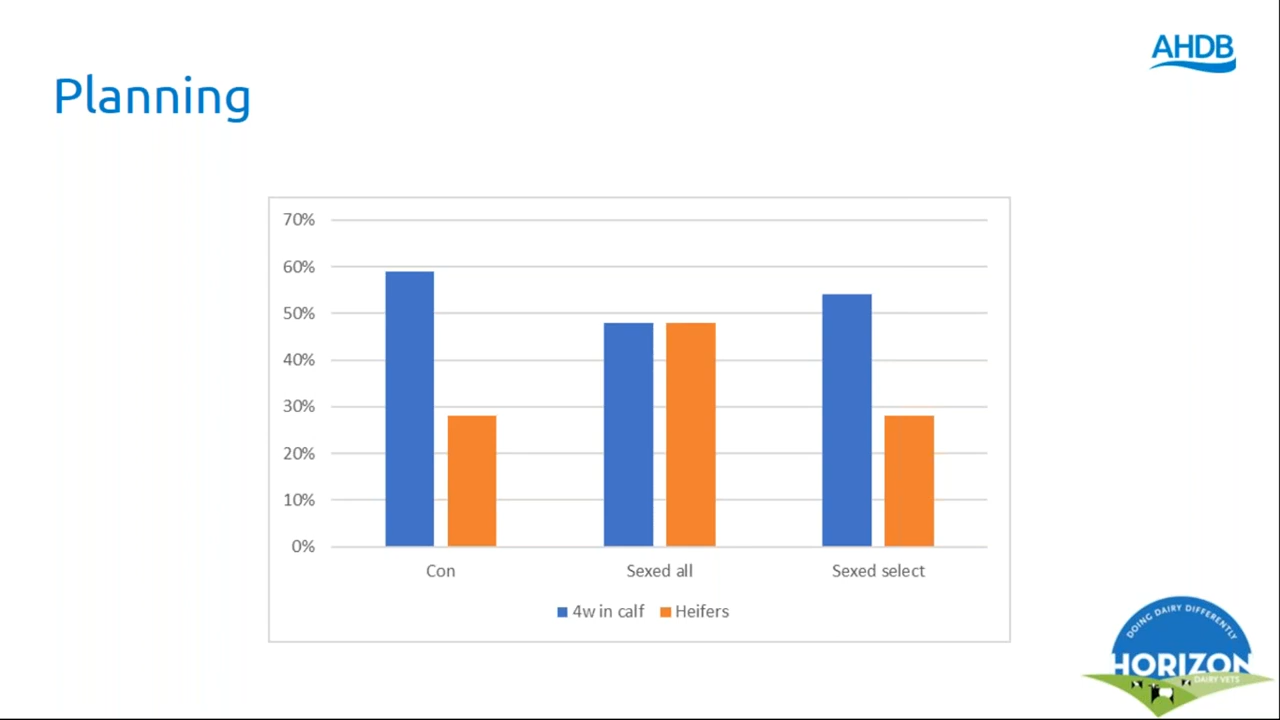 AHDB
Planning
70%
60%
50%
40%
30%
20%
10%
0%
Con Sexed all Sexed select
4w in calf Heifers
DOING DAIRY DIFFERENTLY
HORIZON
DAIRY VETS